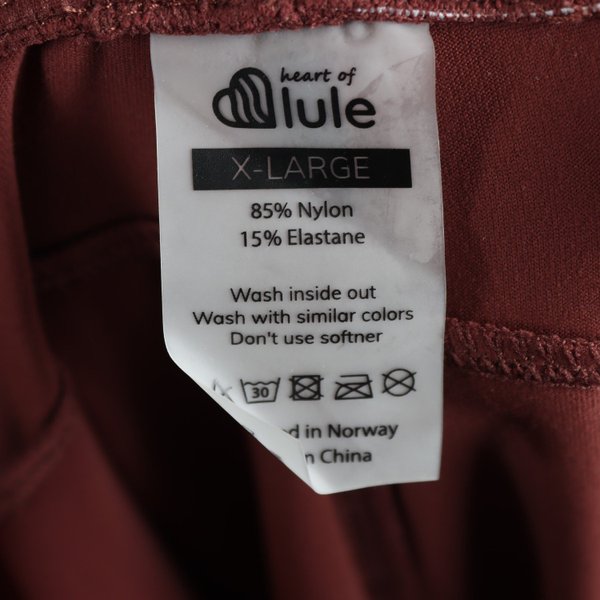 heart of
lule
X-LARGE
85% Nylon
15% Elastane
Wash inside out
Wash with similar colors
Don't use softner
30
in Norway
China